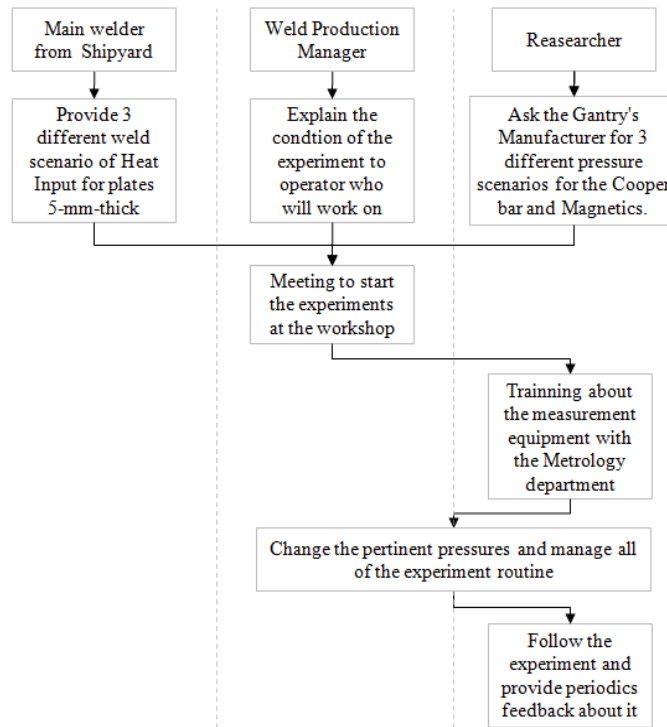 Main welder
from Shipyard
Weld Production
Manager
Reasearcher
Provide 3
different weld
scenario of Heat
Input for plates
5-mm-thick
Explain the
condtion of the
experiment to
operator who
will work on
Ask the Gantry's
Manufacturer for 3
different pressure
scenarios for the Cooper
bar and Magnetics.
Meeting to start
the experiments
at the workshop
Trainning about
the measurement
equipment with
the Metrology
department
Change the pertinent pressures and manage all
of the experiment routine
Follow the
experiment and
provide periodics
feedback about it